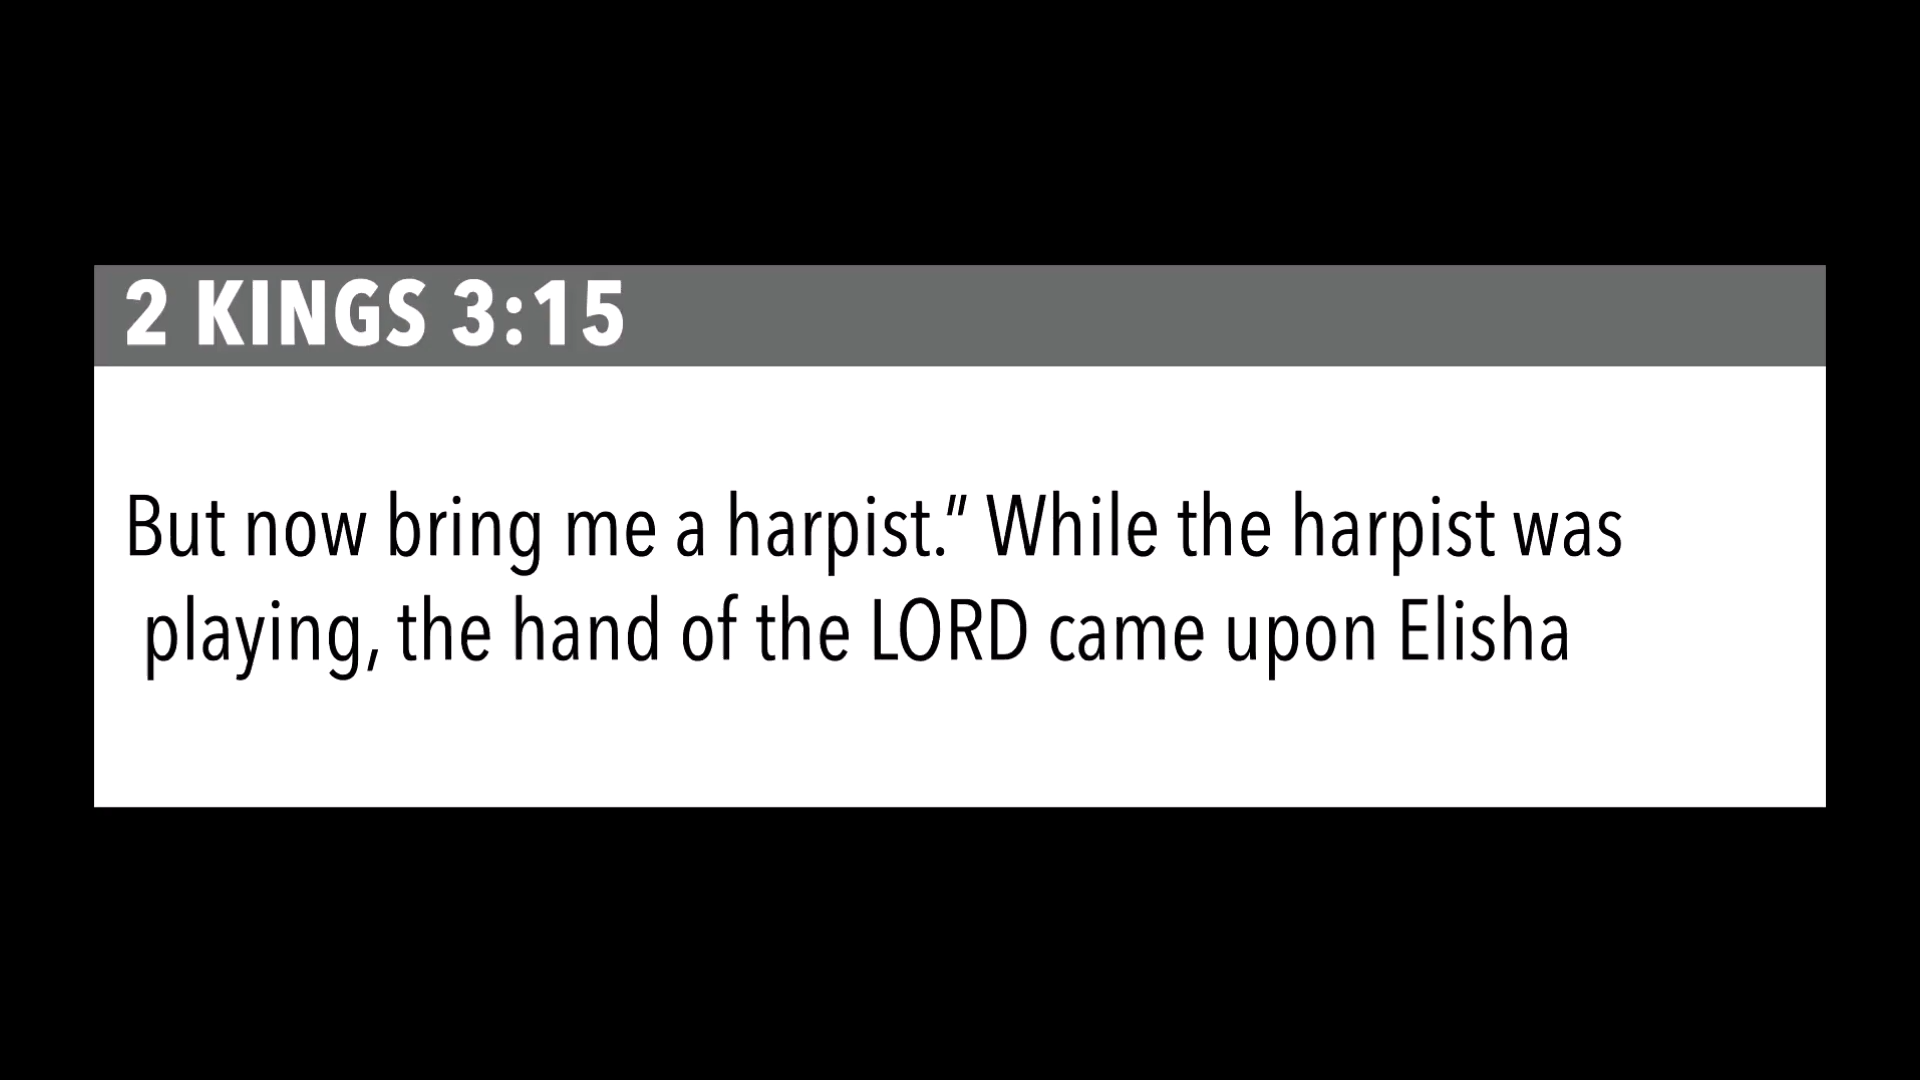 2 KINGS 3:15
But now bring me a harpist.” While the harpist was
playing, the hand of the LORD came upon Elisha